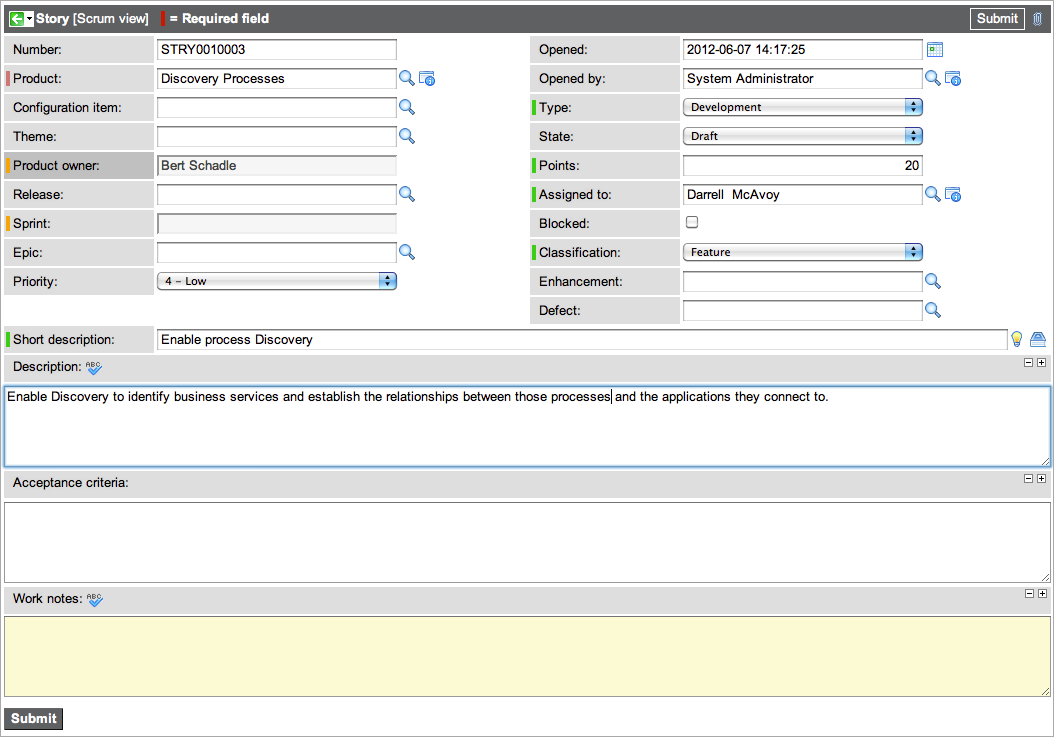 Story [Scrum view] = Required field Submit
Number: STRY0010003 Opened: 2012-06-07 14:17:25
Product: Discovery Processes Opened by: System Administrator
Configuration item: Type: Development
Theme: State: Draft
Product owner: Bert Schadle Points: 20
Release: Assigned to: Darrell McAvoy
Sprint: Blocked:
Epic: Classification: Feature
Priority: 4 – Low Enhancement:
Defect:
Short description: Enable process Discovery
Description: ABC
Enable Discovery to identify business services and establish the relationships between those processes and the applications they connect to.
Acceptance criteria:
Work notes: ABC
Submit